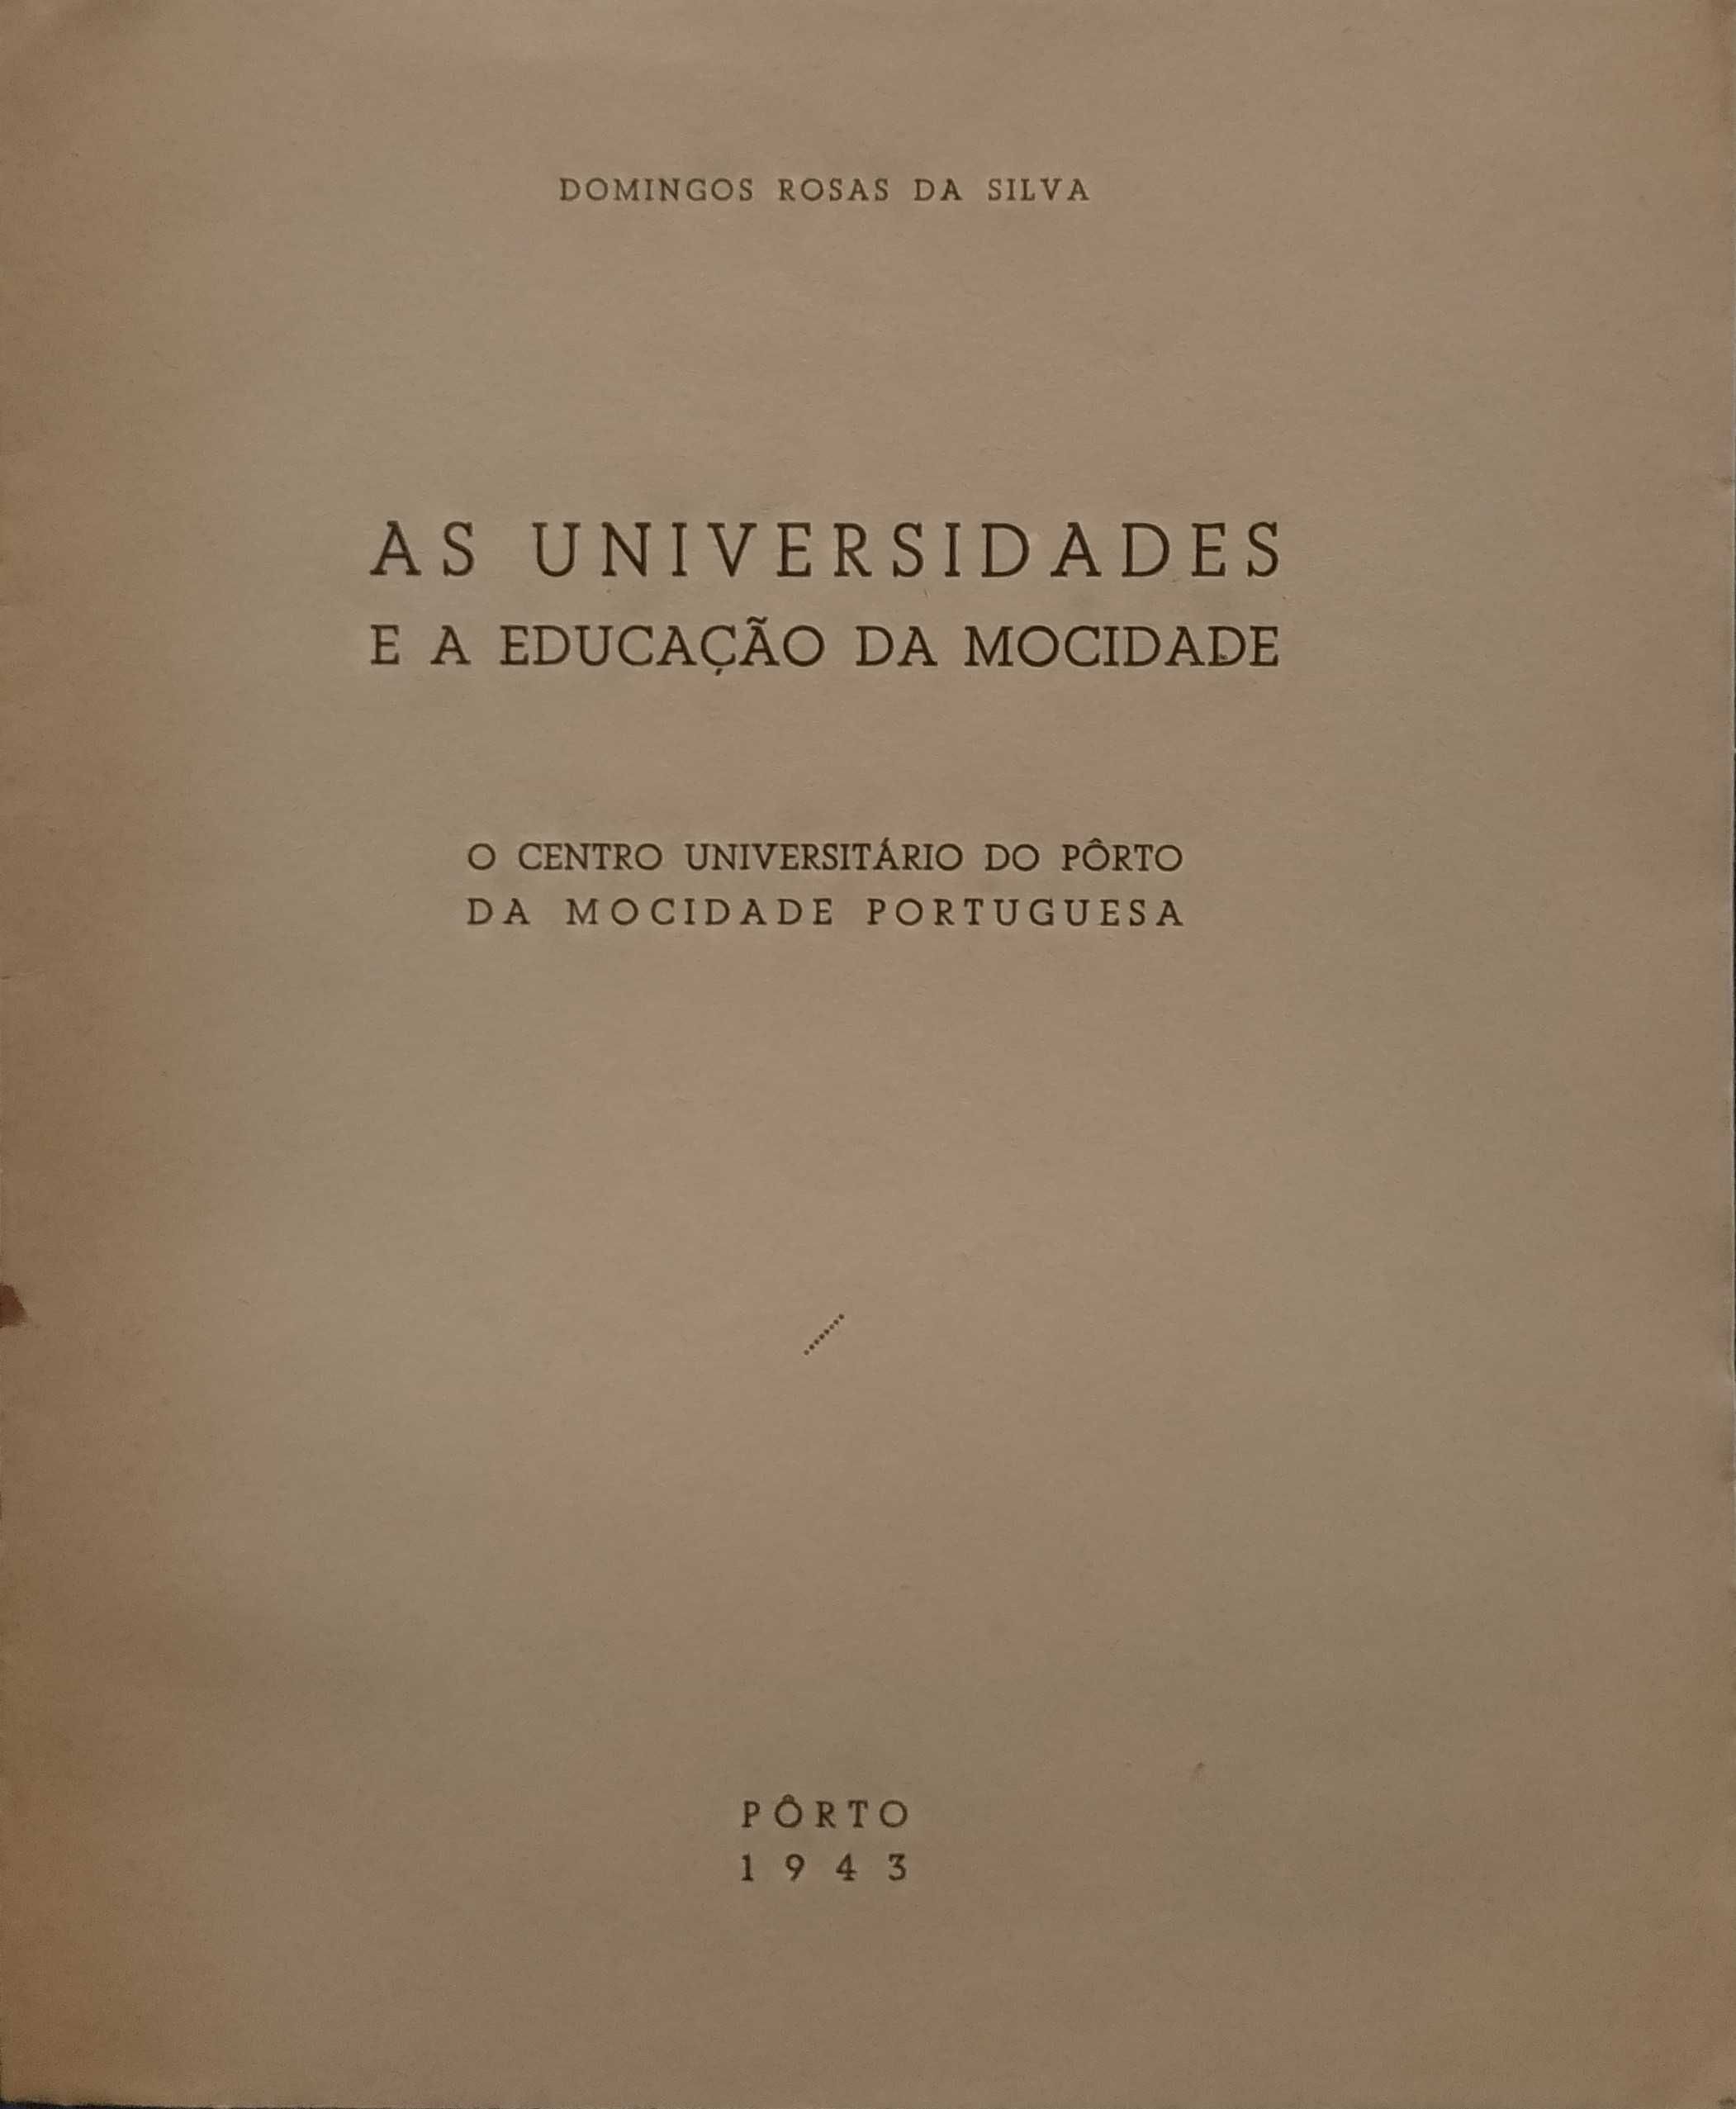 DOMINGOS ROSAS DA SILVA
AS UNIVERSIDADES
E A EDUCAÇÃO DA MOCIDADE
O CENTRO UNIVERSITÁRIO DO PÔRTO
DA MOCIDADE PORTUGUESA
PÔRTO
1943